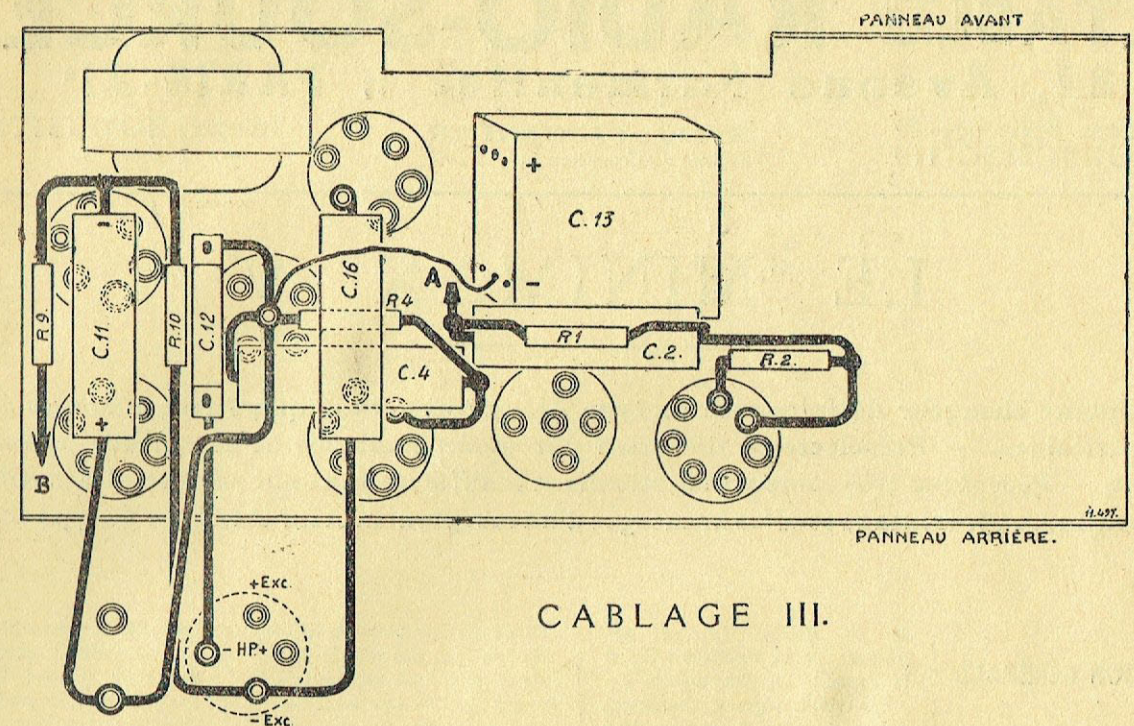 PANNEAU AVANT
+
C.13
-
-
C.16
A
R9.
C.11
R.10
C.12
R4
R1
C.2.
R.2.
C.4
+
B
PANNEAU ARRIÈRE.
+Exc.
CABLAGE III.
- HP+
- Exc.